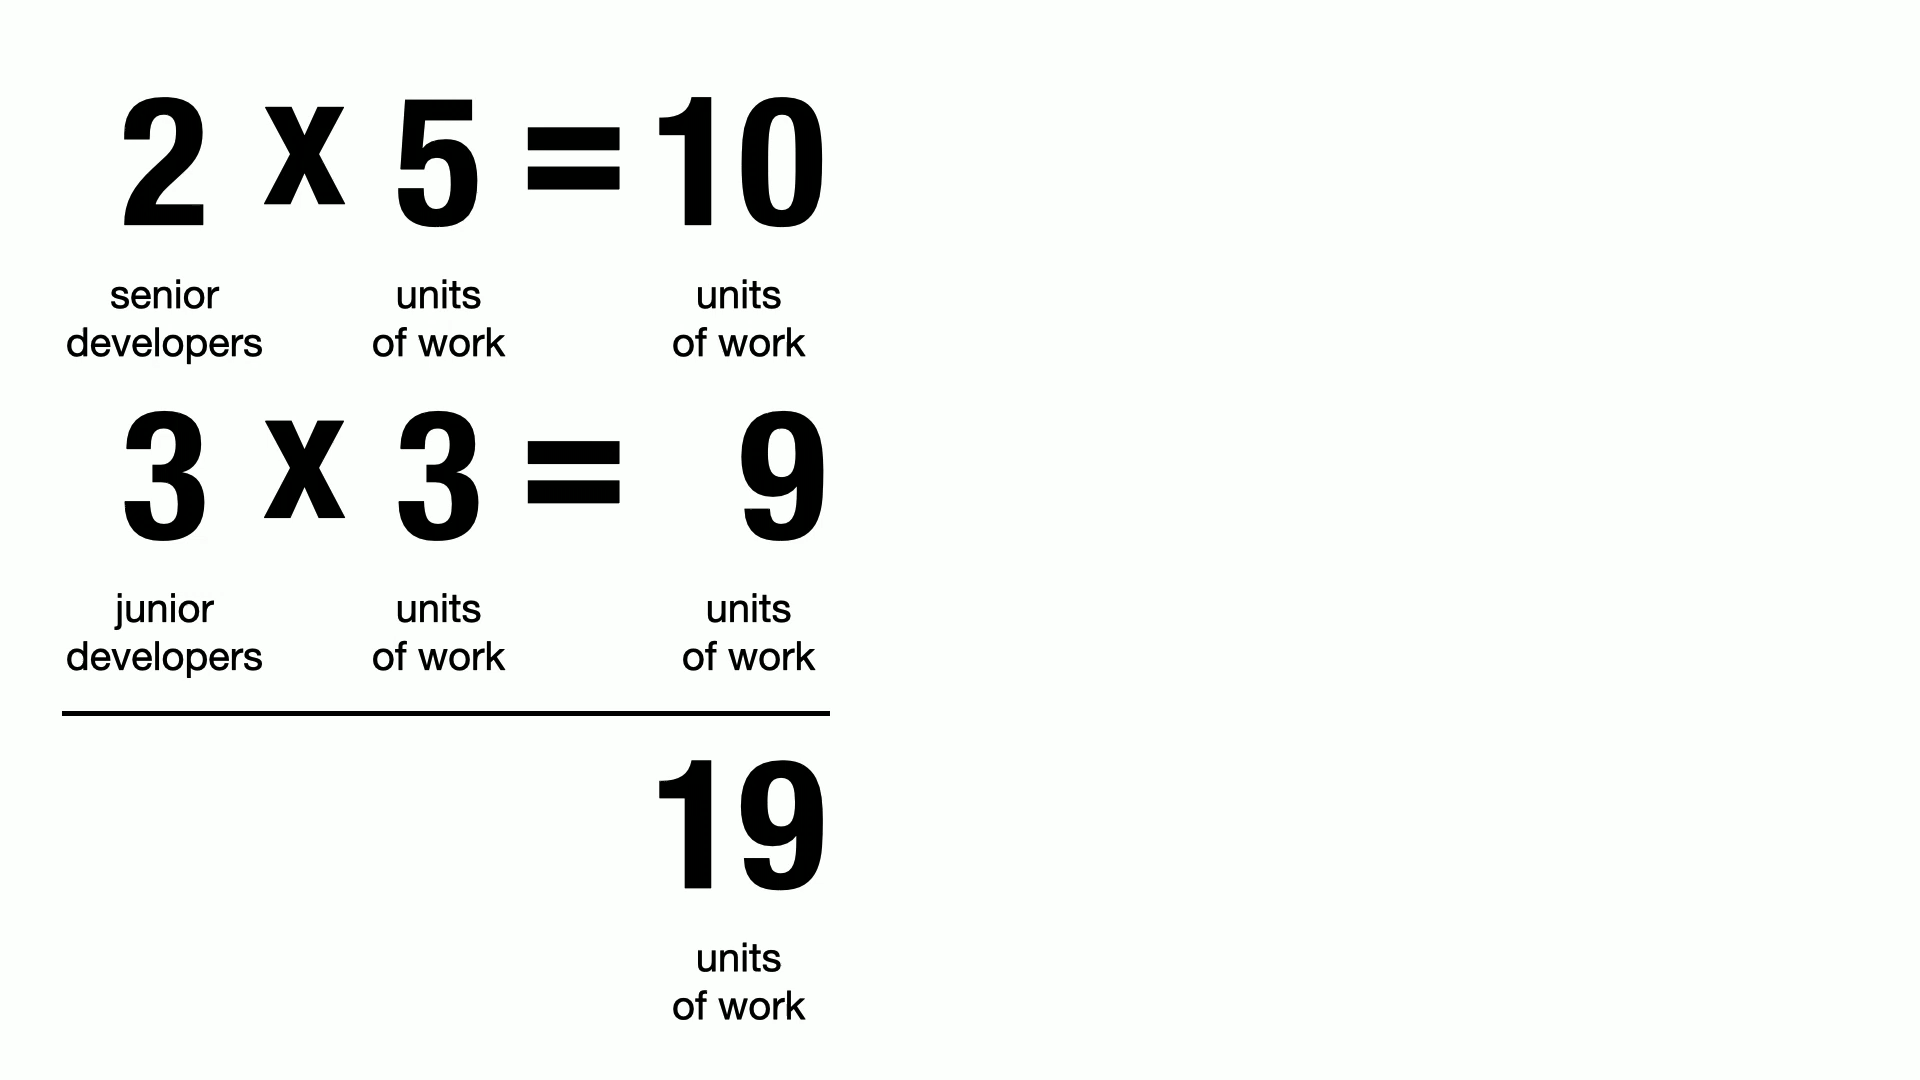 2 x 5 = 10
senior units units
developers of work of work
3 x 3 = 9
junior units units
developers of work of work
19
units
of work